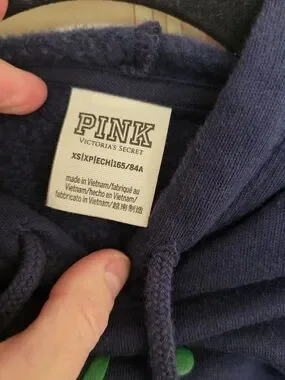 PINK
VICTORIA'S SECRET
XS|XP|ECH|165/84A
made in Vietnam/fabriqué au
Vietnam/hecho en Vietnam/
fabbricato in Vietnam/越南制造